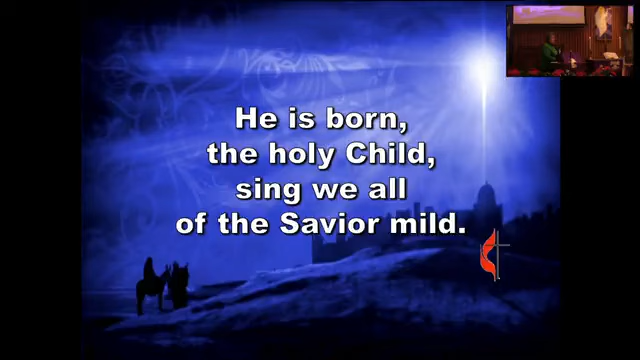 He is born,
the holy Child,
sing we all
of the Savior mild.